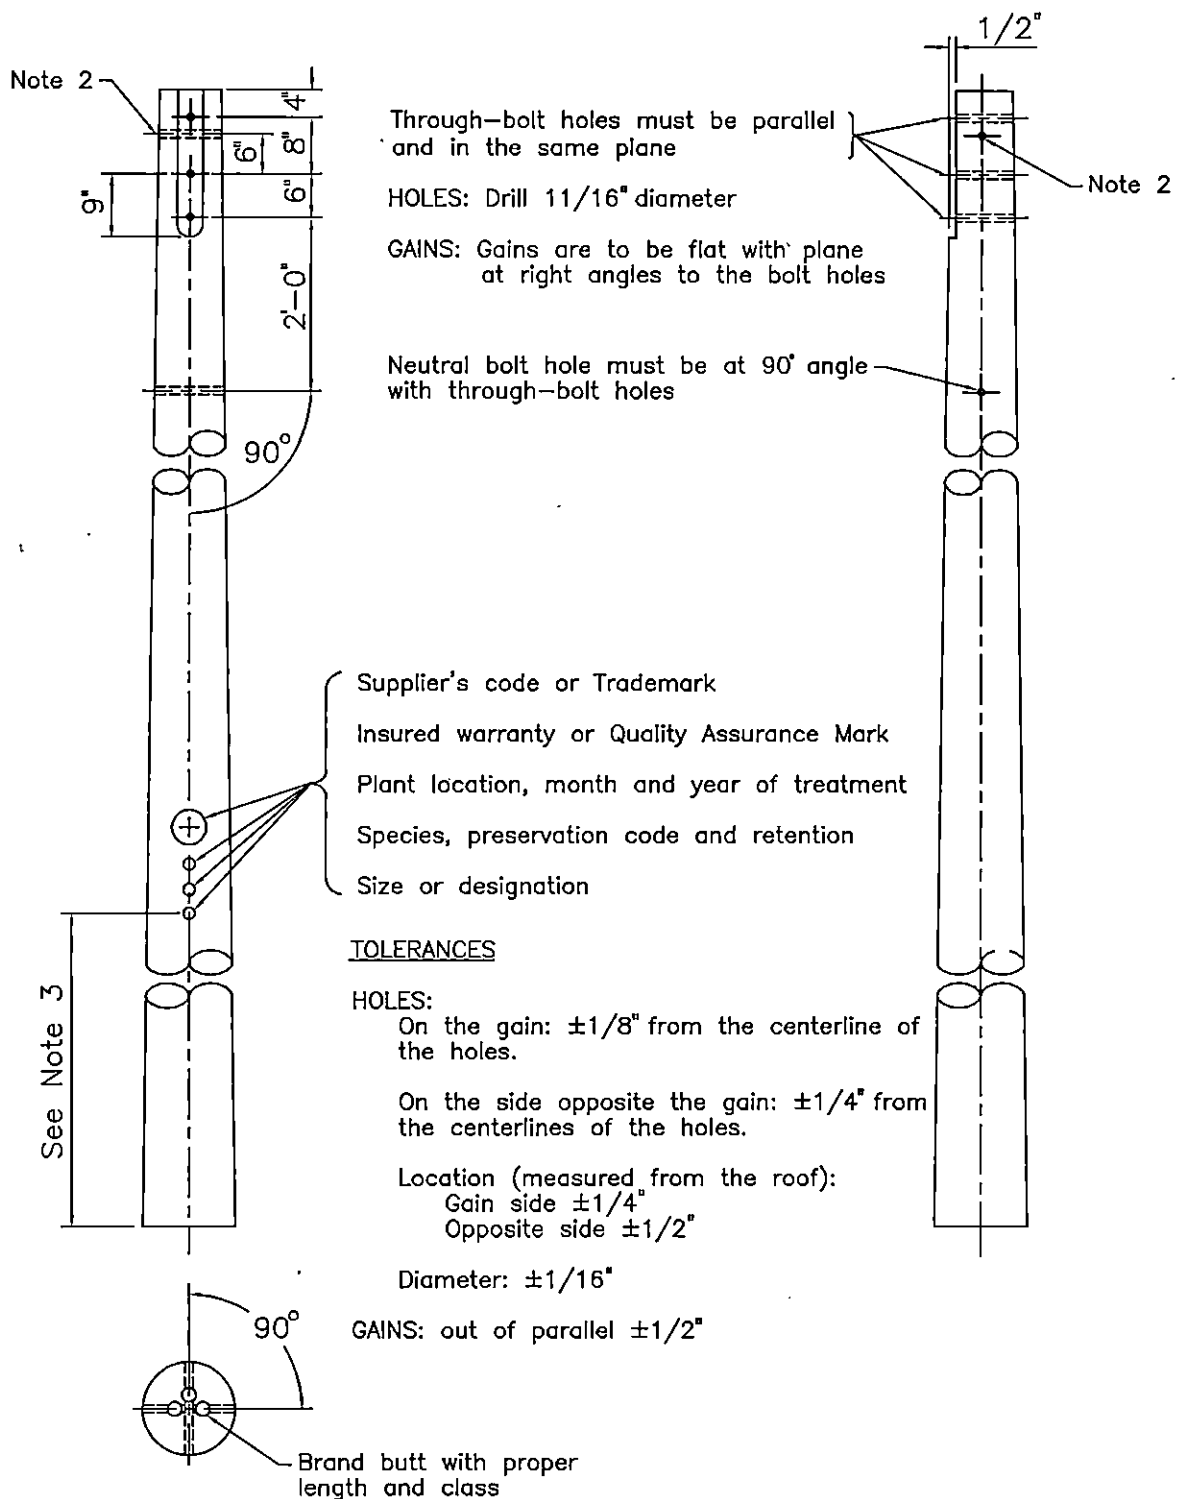 1/2"
Note 2
4"
8"
6"
6"
9"
2'-0"
90°
Through-bolt holes must be parallel
and in the same plane
HOLES: Drill 11/16" diameter
GAINS: Gains are to be flat with plane
at right angles to the bolt holes
Note 2
Neutral bolt hole must be at 90° angle
with through-bolt holes
Supplier's code or Trademark
Insured warranty or Quality Assurance Mark
Plant location, month and year of treatment
Species, preservation code and retention
Size or designation
See Note 3
TOLERANCES
HOLES:
On the gain: ±1/8" from the centerline of
the holes.
On the side opposite the gain: ±1/4" from
the centerlines of the holes.
Location (measured from the roof):
Gain side ±1/4"
Opposite side ±1/2"
Diameter: ±1/16"
GAINS: out of parallel ±1/2"
90°
Brand butt with proper
length and class